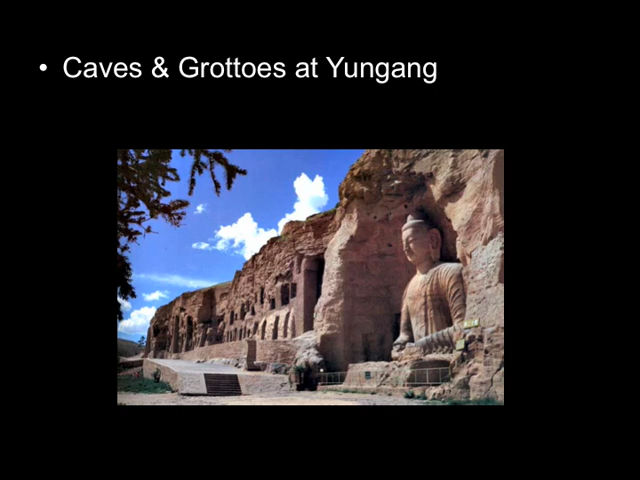 • Caves & Grottoes at Yungang